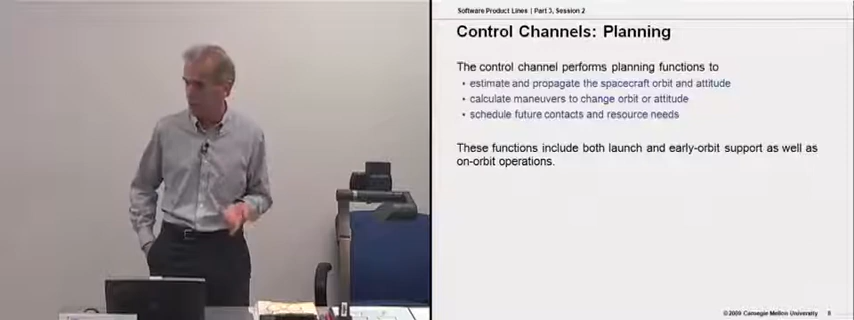 Software Product Lines | Part 3, Session 2
Control Channels: Planning
The control channel performs planning functions to
• estimate and propagate the spacecraft orbit and attitude
• calculate maneuvers to change orbit or attitude
• schedule future contacts and resource needs
These functions include both launch and early-orbit support as well as
on-orbit operations.
© 2009 Carnegie Mellon University